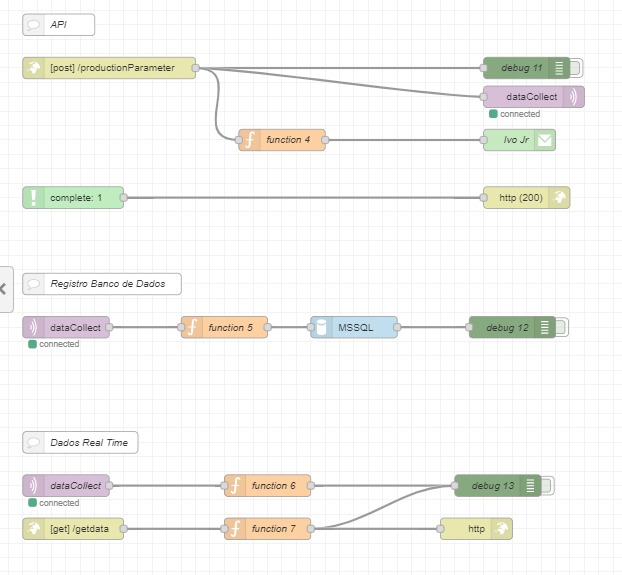 API
[post] /productionParameter
debug 11
dataCollect
connected
function 4
Ivo Jr
complete: 1
http (200)
Registro Banco de Dados
dataCollect
connected
function 5
MSSQL
debug 12
Dados Real Time
dataCollect
connected
function 6
debug 13
[get] /getdata
function 7
http